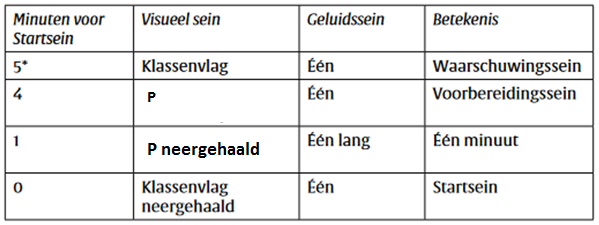 Minuten voor Startsein Visueel sein Geluidssein Betekenis
5* Klassenvlag Één Waarschuwingssein
4 P Één Voorbereidingssein
1 P neergehaald Één lang Één minuut
0 Klassenvlag neergehaald Één Startsein